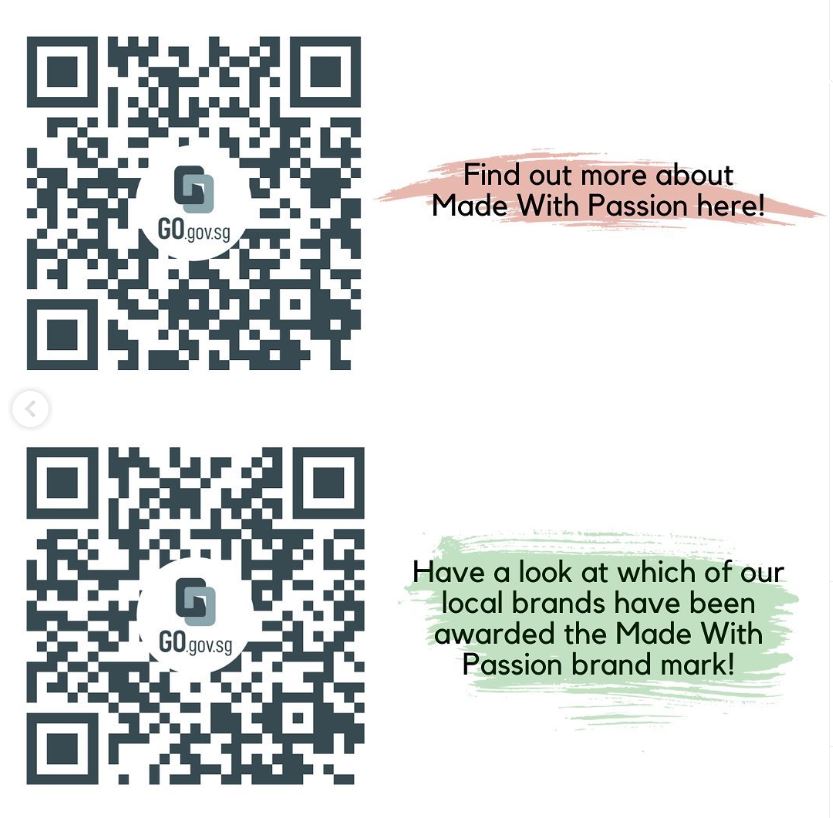 GO.gov.sg
Find out more about
Made With Passion here!
GO.gov.sg
Have a look at which of our
local brands have been
awarded the Made With
Passion brand mark!